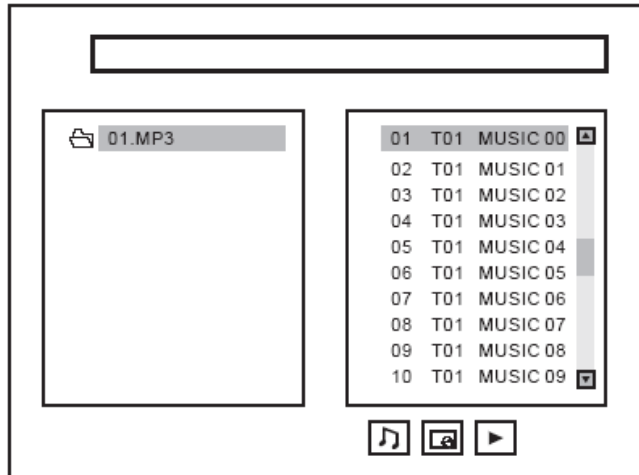 01.MP3
01 T01 MUSIC 00
02 T01 MUSIC 01
03 T01 MUSIC 02
04 T01 MUSIC 03
05 T01 MUSIC 04
06 T01 MUSIC 05
07 T01 MUSIC 06
08 T01 MUSIC 07
09 T01 MUSIC 08
10 T01 MUSIC 09